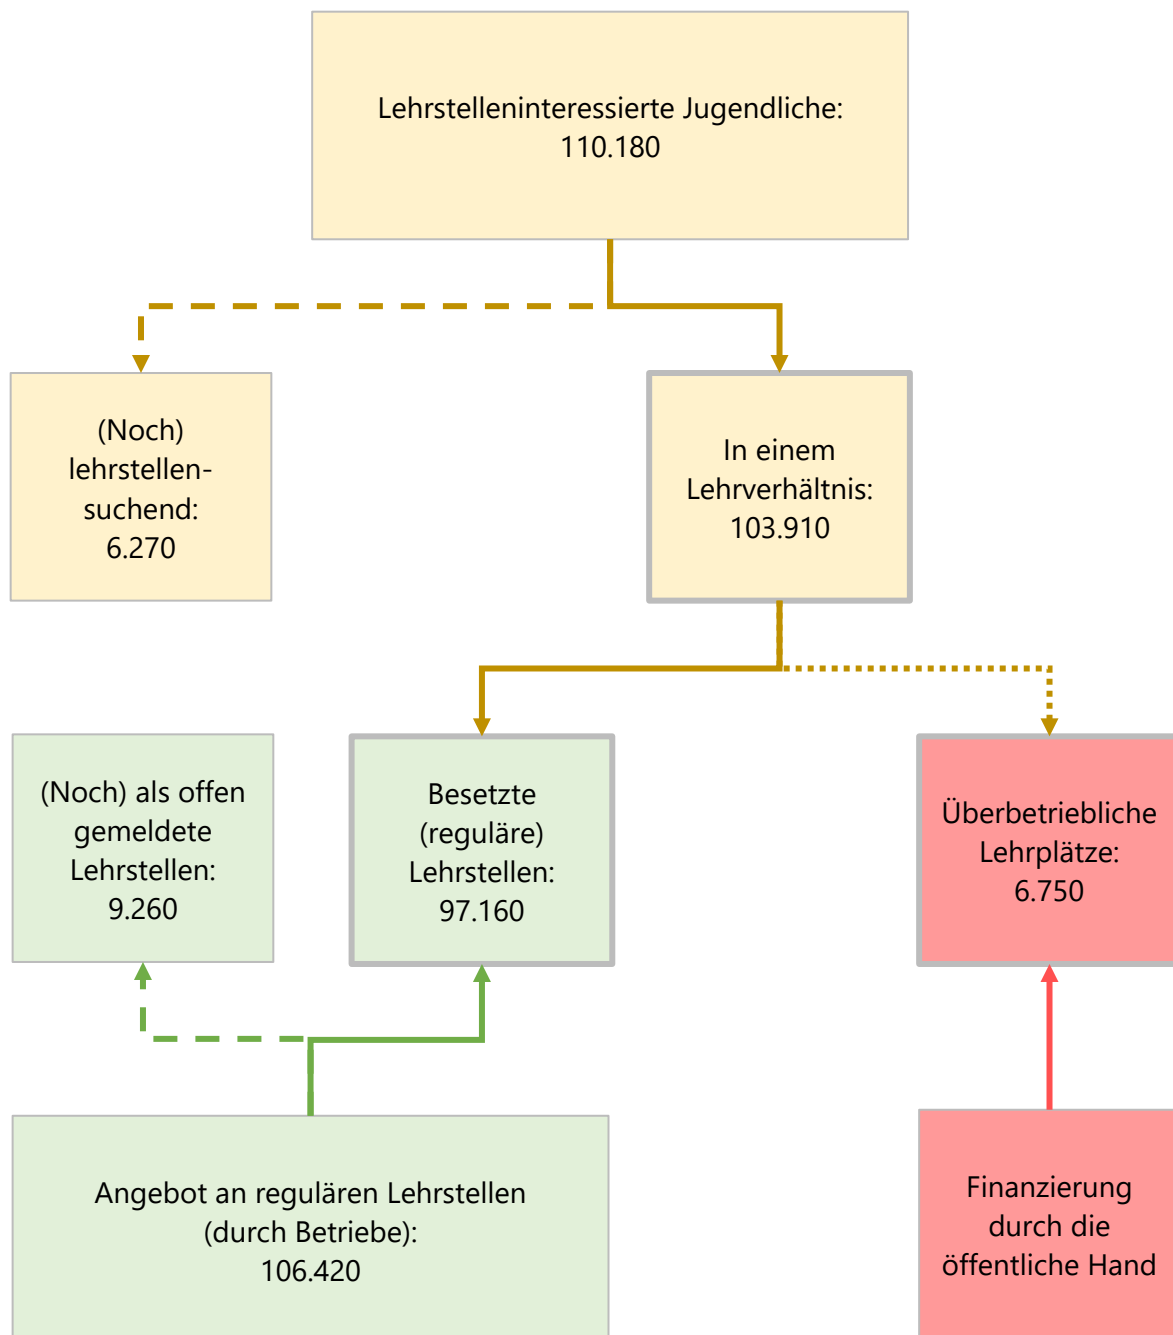 Lehrstelleninteressierte Jugendliche:
110.180
(Noch)
lehrstellen-
suchend:
6.270
In einem
Lehrverhältnis:
103.910
(Noch) als offen
gemeldete
Lehrstellen:
9.260
Besetzte
(reguläre)
Lehrstellen:
97.160
Überbetriebliche
Lehrplätze:
6.750
Angebot an regulären Lehrstellen
(durch Betriebe):
106.420
Finanzierung
durch die
öffentliche Hand